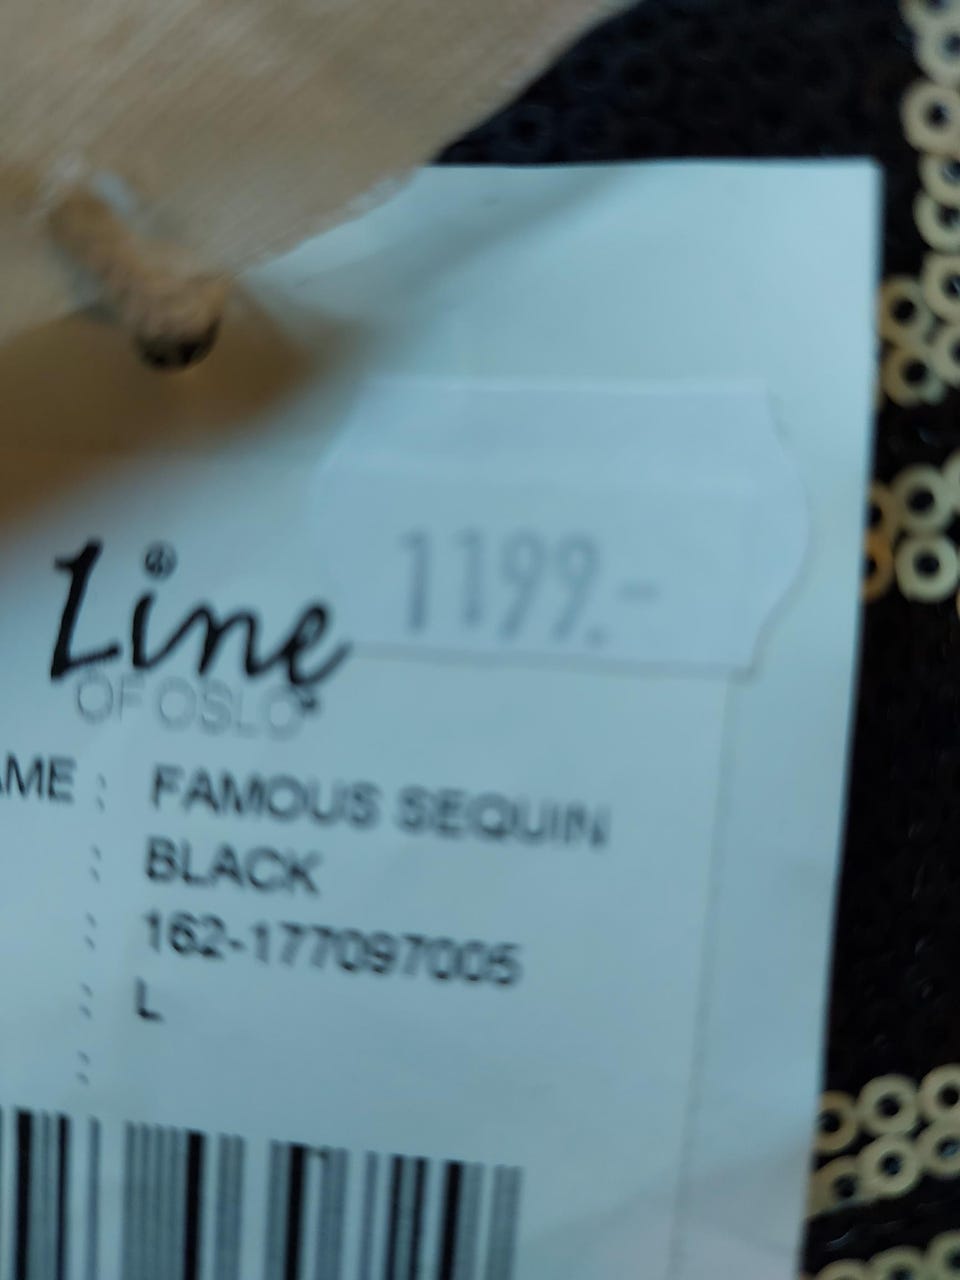 1199.-
Line®
OF OSLO
AME : FAMOUS SEQUIN
: BLACK
: 162-177097005
: L
: